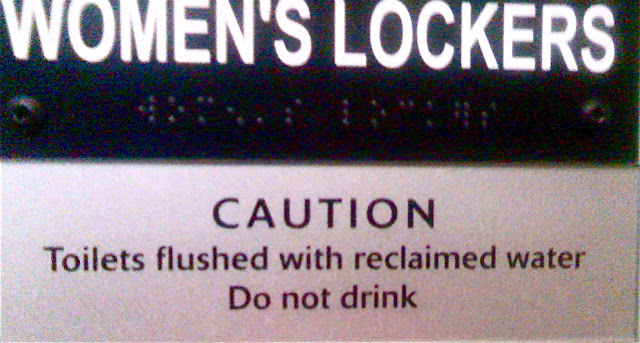 WOMEN'S LOCKERS
CAUTION
Toilets flushed with reclaimed water
Do not drink